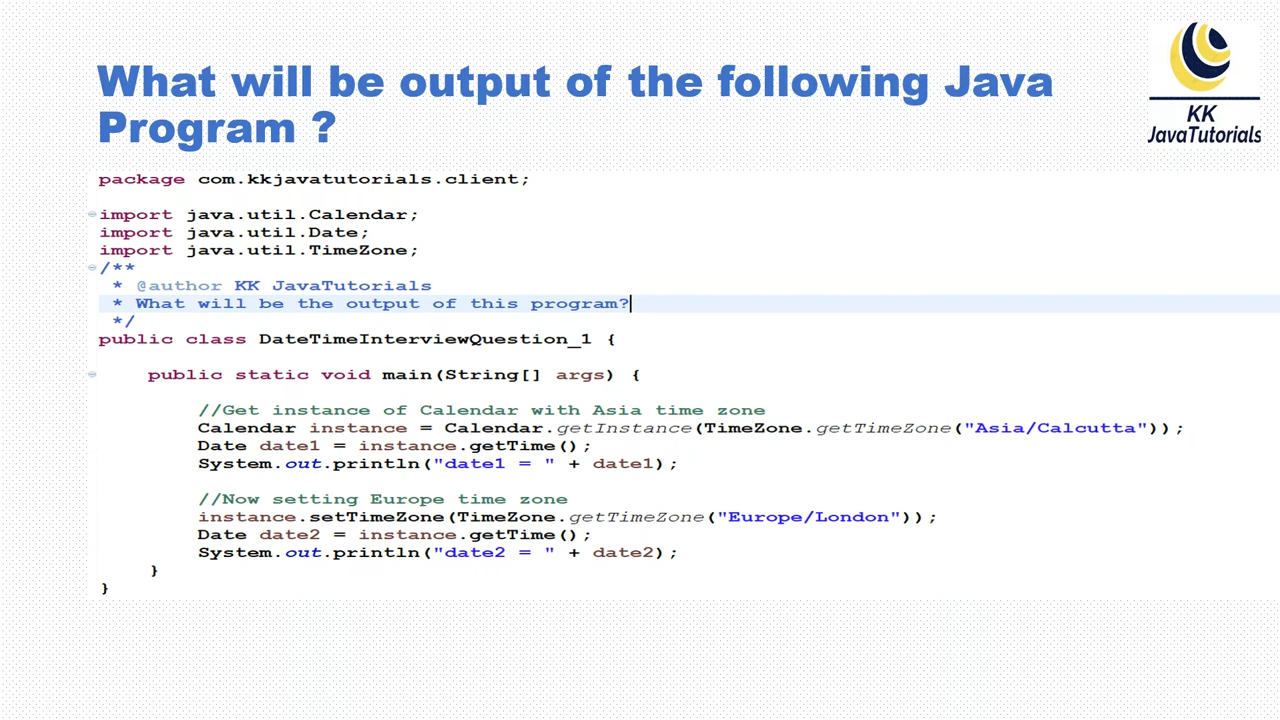 What will be output of the following Java
Program ?
KK
JavaTutorials
package com.kkjavatutorials.client;
import java.util.Calendar;
import java.util.Date;
import java.util.TimeZone;
/**
* @author KK JavaTutorials
* What will be the output of this program?
*/
public class DateTimeInterviewQuestion_1 {
public static void main(String[] args) {
//Get instance of Calendar with Asia time zone
Calendar instance = Calendar.getInstance(TimeZone.getTimeZone("Asia/Calcutta"));
Date date1 = instance.getTime();
System.out.println("date1 = " + date1);
//Now setting Europe time zone
instance.setTimeZone(TimeZone.getTimeZone("Europe/London"));
Date date2 = instance.getTime();
System.out.println("date2 = " + date2);
}
}